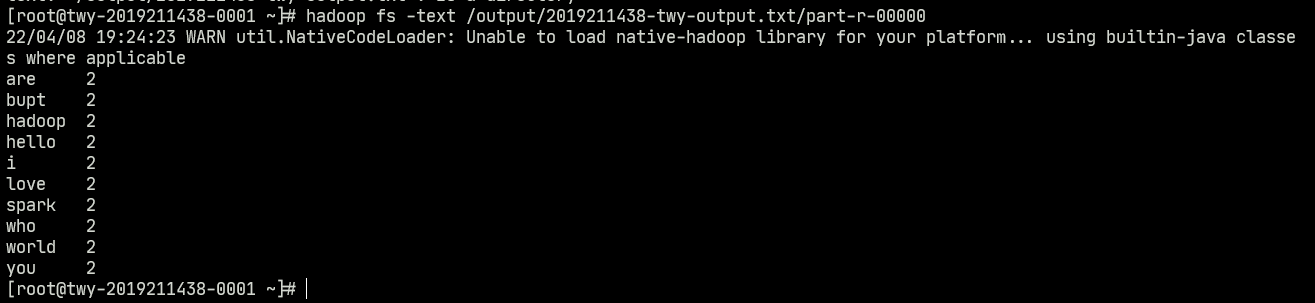 [root@twy-2019211438-0001 ~]# hadoop fs -text /output/2019211438-twy-output.txt/part-r-00000
22/04/08 19:24:23 WARN util.NativeCodeLoader: Unable to load native-hadoop library for your platform... using builtin-java classe
s where applicable
are 2
bupt 2
hadoop 2
hello 2
i 2
love 2
spark 2
who 2
world 2
you 2
[root@twy-2019211438-0001 ~]#